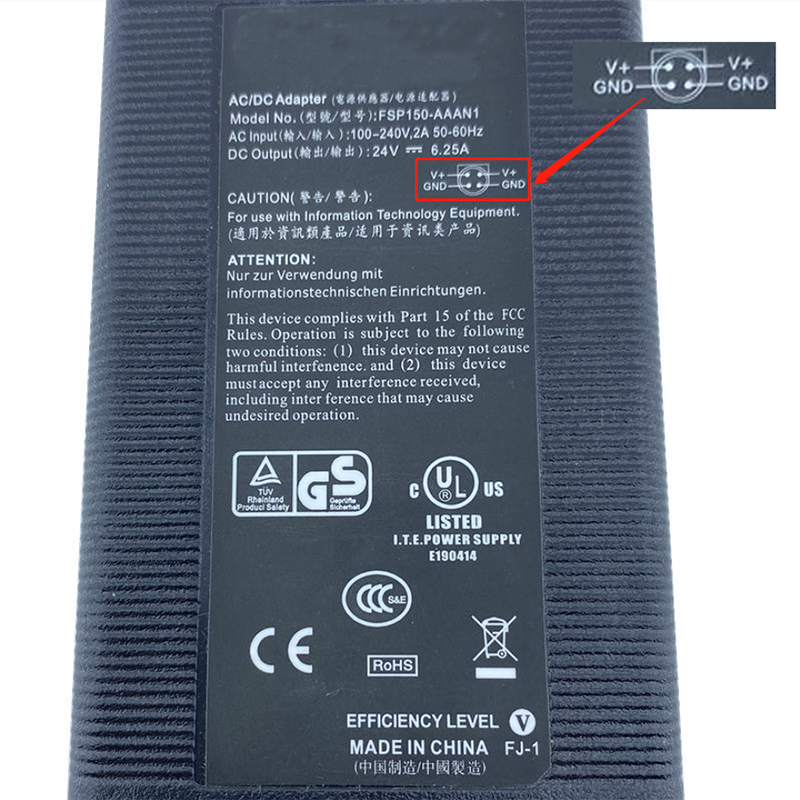 V+ V+
GND GND
AC/DC Adapter (電源供應器/电源适配器)
Model No. (型號/型号):FSP150-AAAN1
AC Input(輸入/输入):100-240V,2A 50-60Hz
DC Output(輸出/输出):24V ⎓ 6.25A
V+ V+
GND GND
CAUTION(警告/警告):
For use with Information Technology Equipment.
(適用於資訊類產品/适用于资讯类产品)
ATTENTION:
Nur zur Verwendung mit
informationstechnischen Einrichtungen.
This device complies with Part 15 of the FCC
Rules. Operation is subject to the following
two conditions: (1) this device may not cause
harmful interfenence. and (2) this device
must accept any interference received,
including inter ference that may cause
undesired operation.
TÜV
Rheinland
Product Safety
GS
Geprüfte
Sicherheit
c UL ® US
LISTED
I.T.E.POWER SUPPLY
E190414
CCC S&E
CE
RoHS
EFFICIENCY LEVEL V
MADE IN CHINA FJ-1
(中国制造/中國製造)